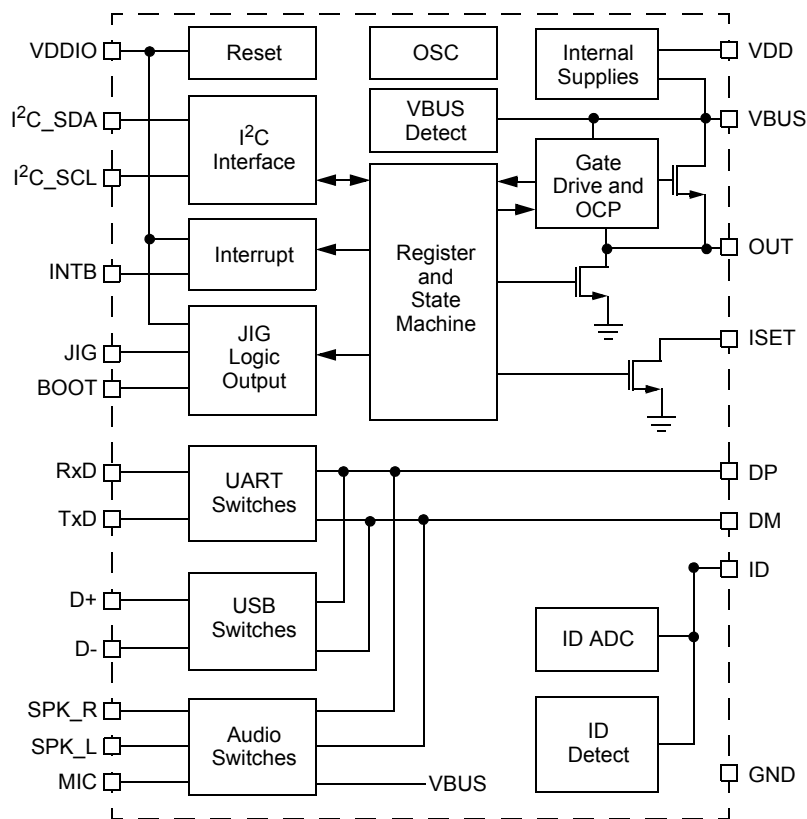 VDDIO
Reset
OSC
Internal
Supplies
VDD
I²C_SDA
I²C
Interface
VBUS
Detect
VBUS
I²C_SCL
Gate
Drive and
OCP
Register
and
State
Machine
INTB
Interrupt
OUT
JIG
BOOT
JIG
Logic
Output
ISET
RxD
TxD
UART
Switches
DP
DM
D+
D-
USB
Switches
ID
ID ADC
SPK_R
SPK_L
MIC
Audio
Switches
VBUS
ID
Detect
GND